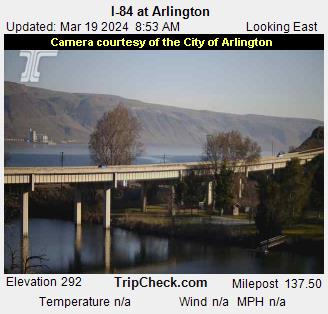 I-84 at Arlington
Updated: Mar 19 2024 8:53 AM Looking East
Camera courtesy of the City of Arlington
Elevation 292 TripCheck.com Milepost 137.50
Temperature n/a Wind n/a MPH n/a